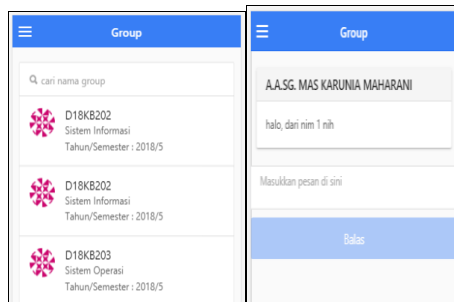 Group
cari nama group
D18KB202
Sistem Informasi
Tahun/Semester : 2018/5
D18KB202
Sistem Informasi
Tahun/Semester : 2018/5
D18KB203
Sistem Operasi
Tahun/Semester : 2018/5
Group
A.A.SG. MAS KARUNIA MAHARANI
halo, dari nim 1 nih
Masukkan pesan di sini
Balas